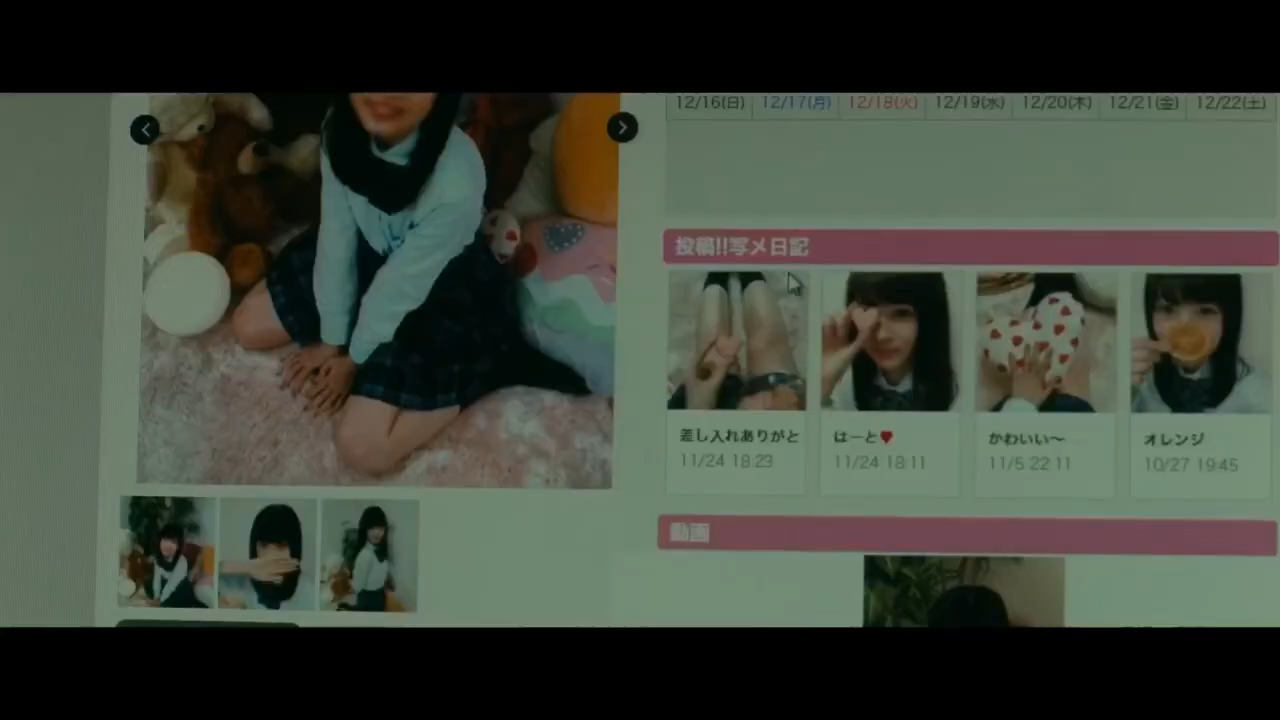 12/16(日) 12/17(月) 12/18(火) 12/19(水) 12/20(木) 12/21(金) 12/22(土)
投稿!!写メ日記
差し入れありがと
11/24 18:23
はーと♥
11/24 18:11
かわいい～
11/5 22:11
オレンジ
10/27 19:45
動画